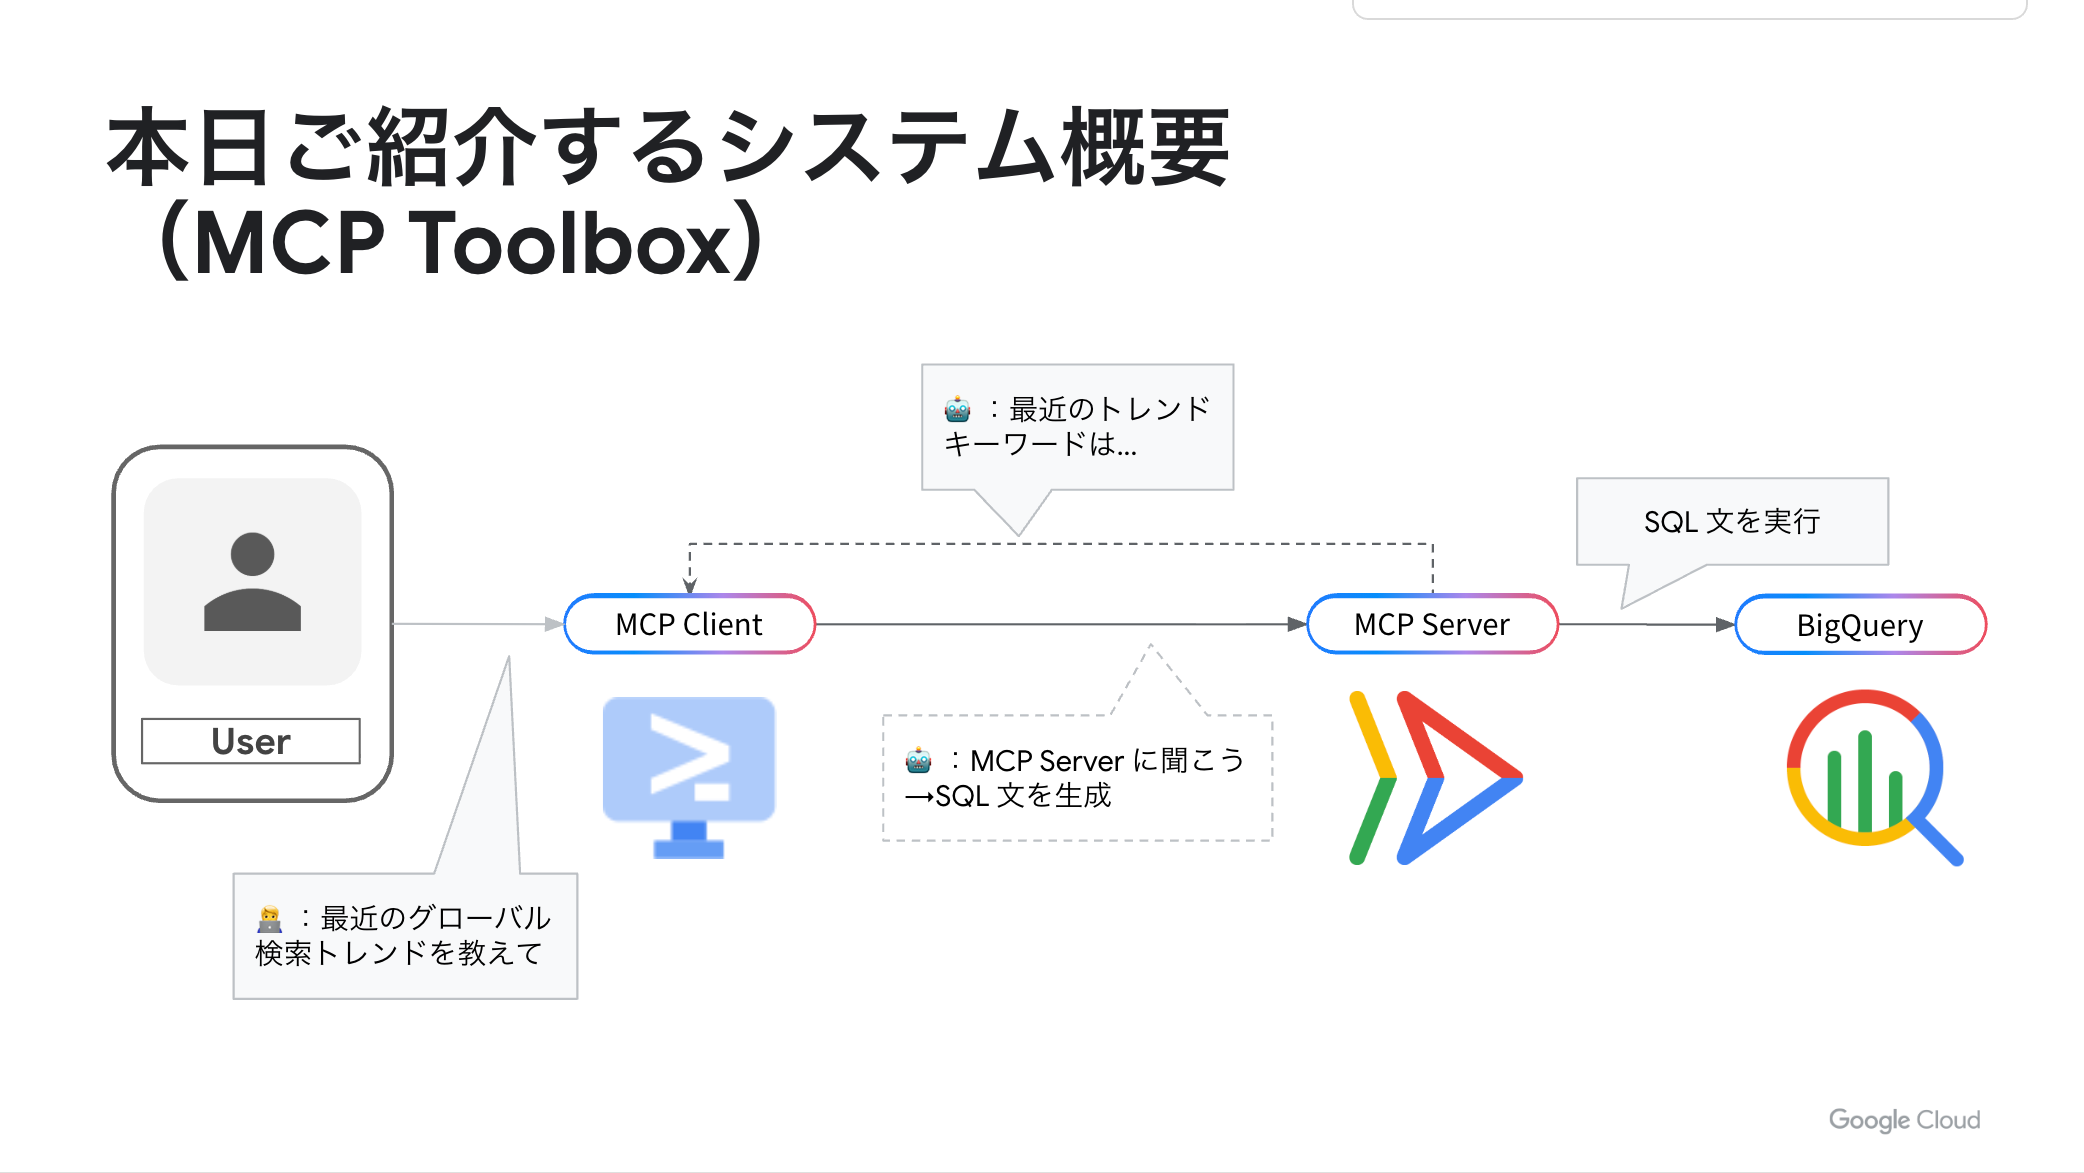 本日ご紹介するシステム概要
（MCP Toolbox）
🤖 ：最近のトレンド
キーワードは...
SQL 文を実行
MCP Client
MCP Server
BigQuery
User
🤖 ：MCP Server に聞こう
→SQL 文を生成
🧑‍💻 ：最近のグローバル
検索トレンドを教えて
Google Cloud